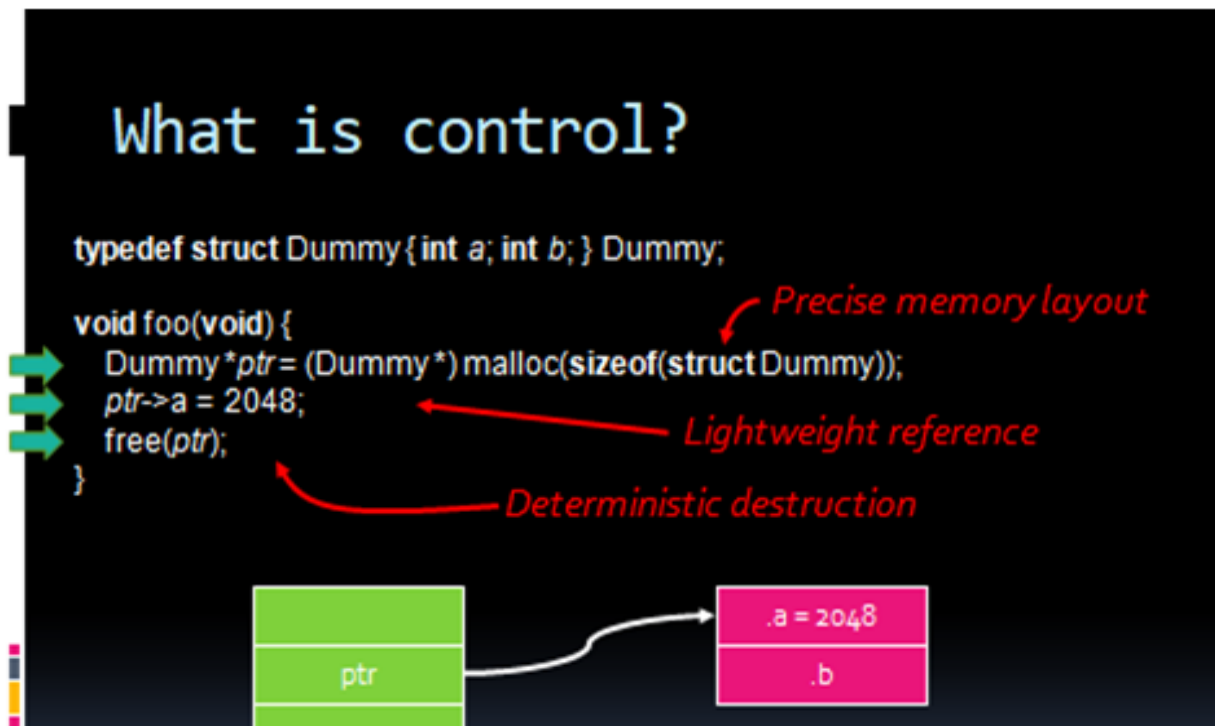 What is control?
typedef struct Dummy { int a; int b; } Dummy;
void foo(void) {
Precise memory layout
Dummy *ptr = (Dummy *) malloc(sizeof(struct Dummy));
ptr->a = 2048;
Lightweight reference
free(ptr);
}
Deterministic destruction
.a = 2048
ptr
.b